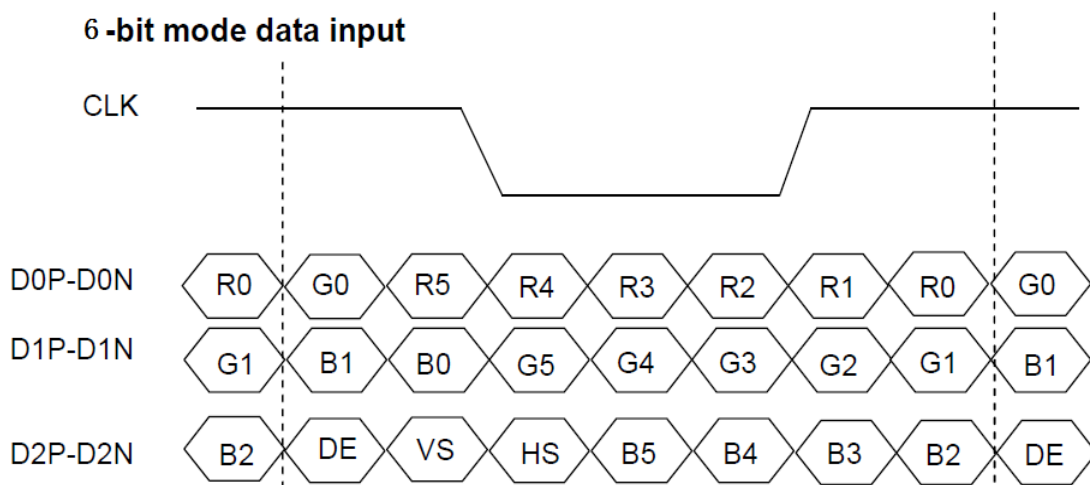 6 -bit mode data input
CLK
D0P-D0N R0 G0 R5 R4 R3 R2 R1 R0 G0
D1P-D1N G1 B1 B0 G5 G4 G3 G2 G1 B1
D2P-D2N B2 DE VS HS B5 B4 B3 B2 DE